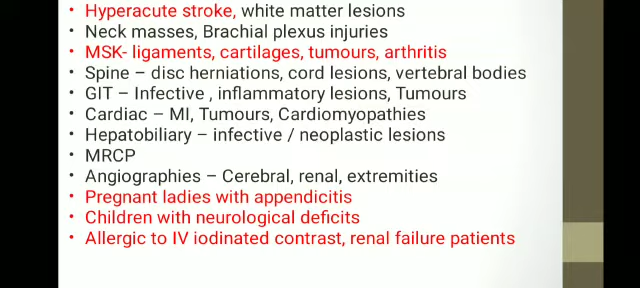 • Hyperacute stroke, white matter lesions
• Neck masses, Brachial plexus injuries
• MSK- ligaments, cartilages, tumours, arthritis
• Spine – disc herniations, cord lesions, vertebral bodies
• GIT – Infective , inflammatory lesions, Tumours
• Cardiac – MI, Tumours, Cardiomyopathies
• Hepatobiliary – infective / neoplastic lesions
• MRCP
• Angiographies – Cerebral, renal, extremities
• Pregnant ladies with appendicitis
• Children with neurological deficits
• Allergic to IV iodinated contrast, renal failure patients